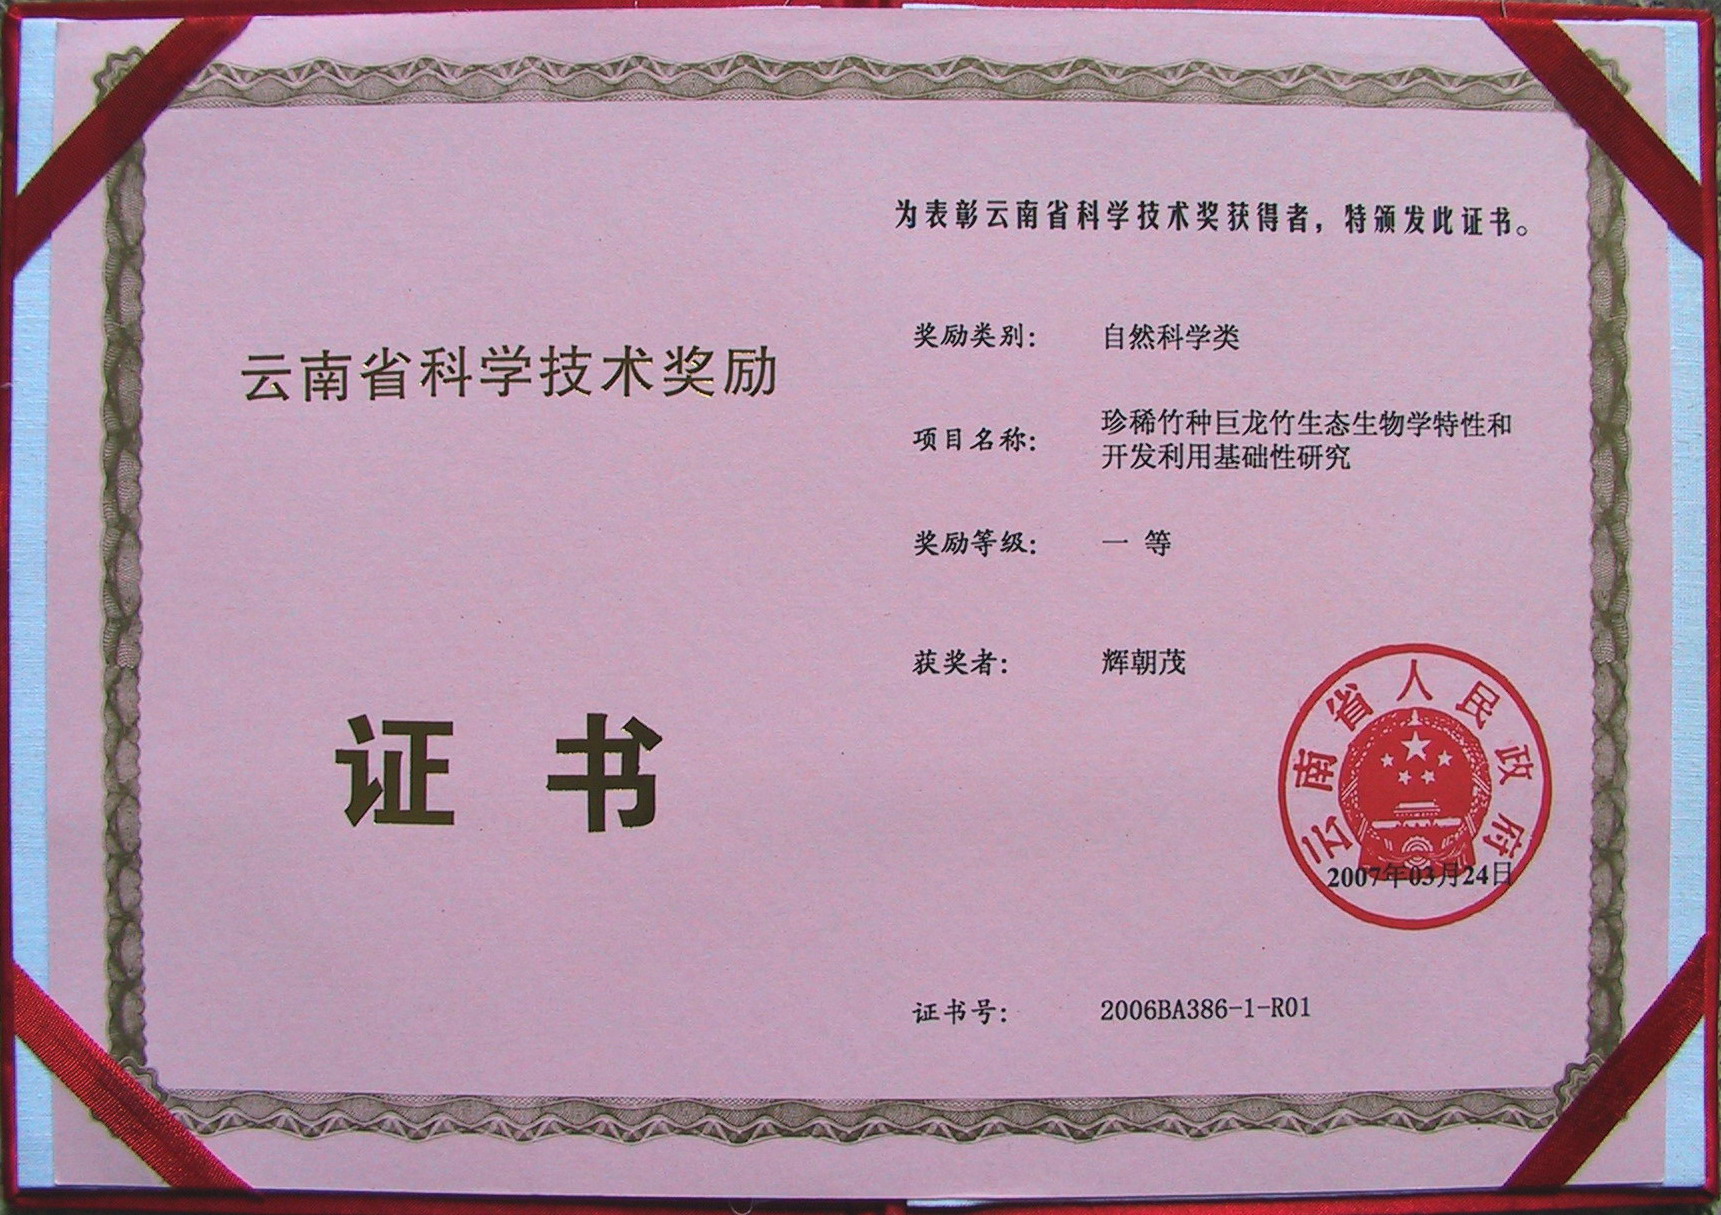 云南省科学技术奖励
证书
为表彰云南省科学技术奖获得者，特颁发此证书。
奖励类别： 自然科学类
项目名称： 珍稀竹种巨龙竹生态生物学特性和
开发利用基础性研究
奖励等级： 一 等
获奖者： 辉朝茂
云南省人民政府
2007年03月24日
证书号： 2006BA386-1-R01